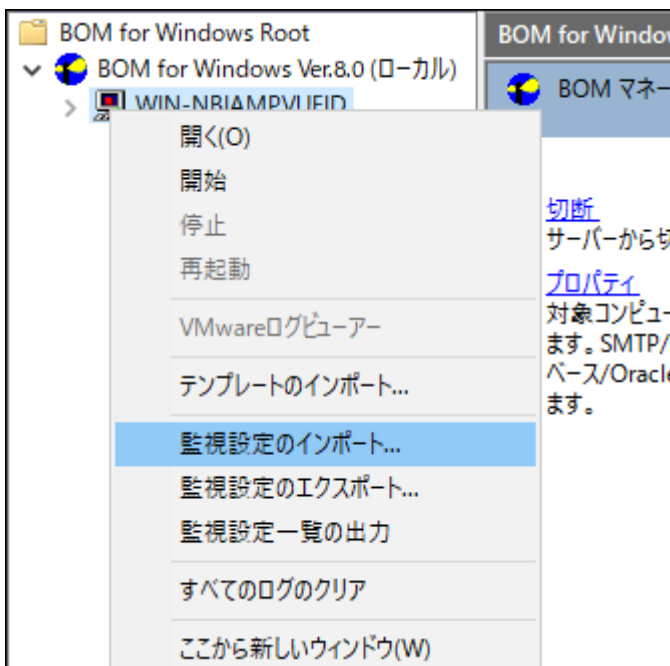 BOM for Windows Root
BOM for Windows Ver.8.0 (ローカル)
BOM for Window
BOM マネー
開く(O)
開始
停止
再起動
VMwareログビューアー
テンプレートのインポート...
監視設定のインポート...
監視設定のエクスポート...
監視設定一覧の出力
すべてのログのクリア
ここから新しいウィンドウ(W)
切断
サーバーから切
プロパティ
対象コンピュー
ます。SMTP/
ベース/Oracle
ます。